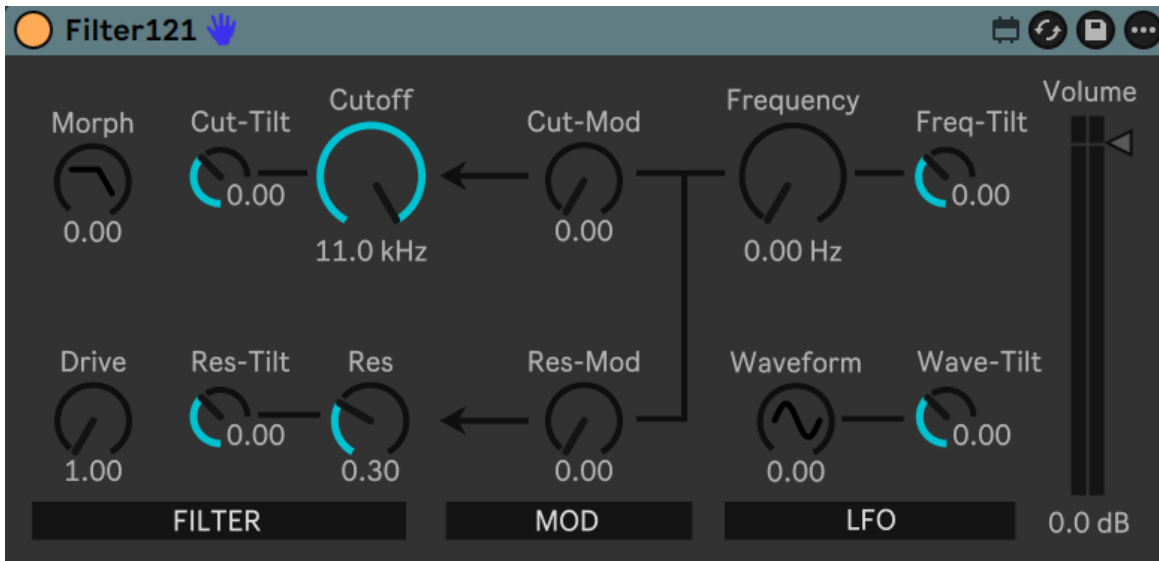 Filter121
Volume
Morph Cut-Tilt Cutoff Cut-Mod Frequency Freq-Tilt
0.00 0.00 11.0 kHz 0.00 0.00 Hz 0.00
Drive Res-Tilt Res Res-Mod Waveform Wave-Tilt
1.00 0.00 0.30 0.00 0.00 0.00
FILTER MOD LFO 0.0 dB